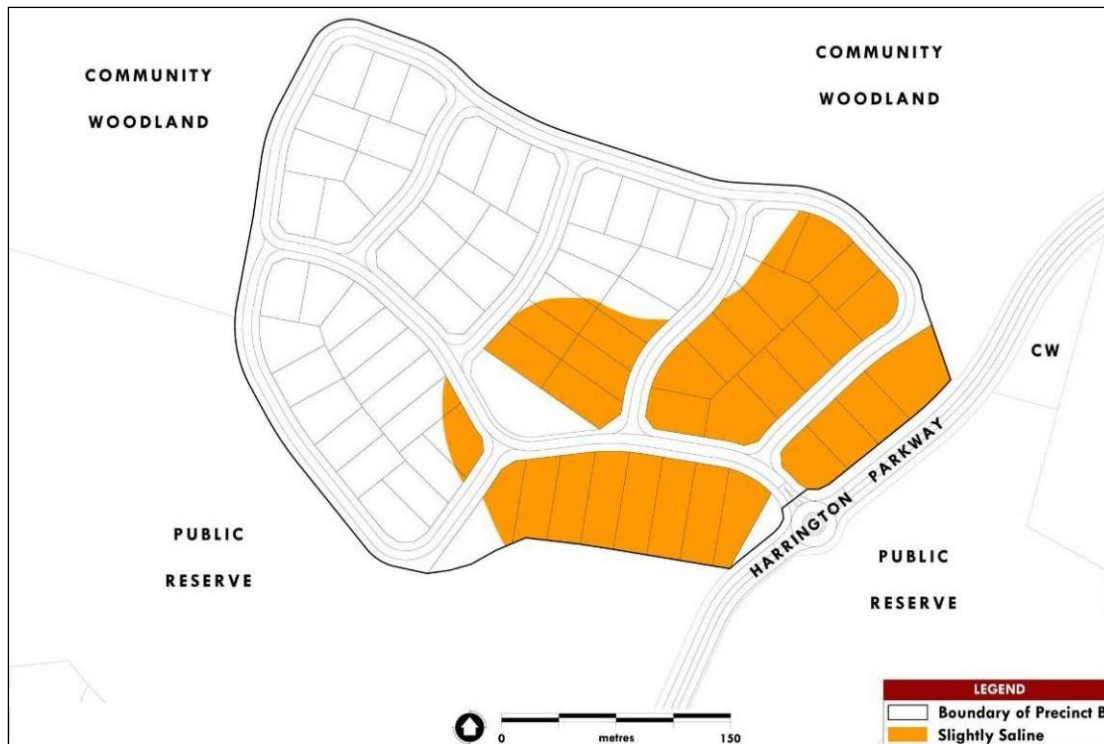 COMMUNITY
WOODLAND
COMMUNITY
WOODLAND
CW
HARRINGTON PARKWAY
PUBLIC
RESERVE
PUBLIC
RESERVE
LEGEND
Boundary of Precinct B
Slightly Saline
0 metres 150